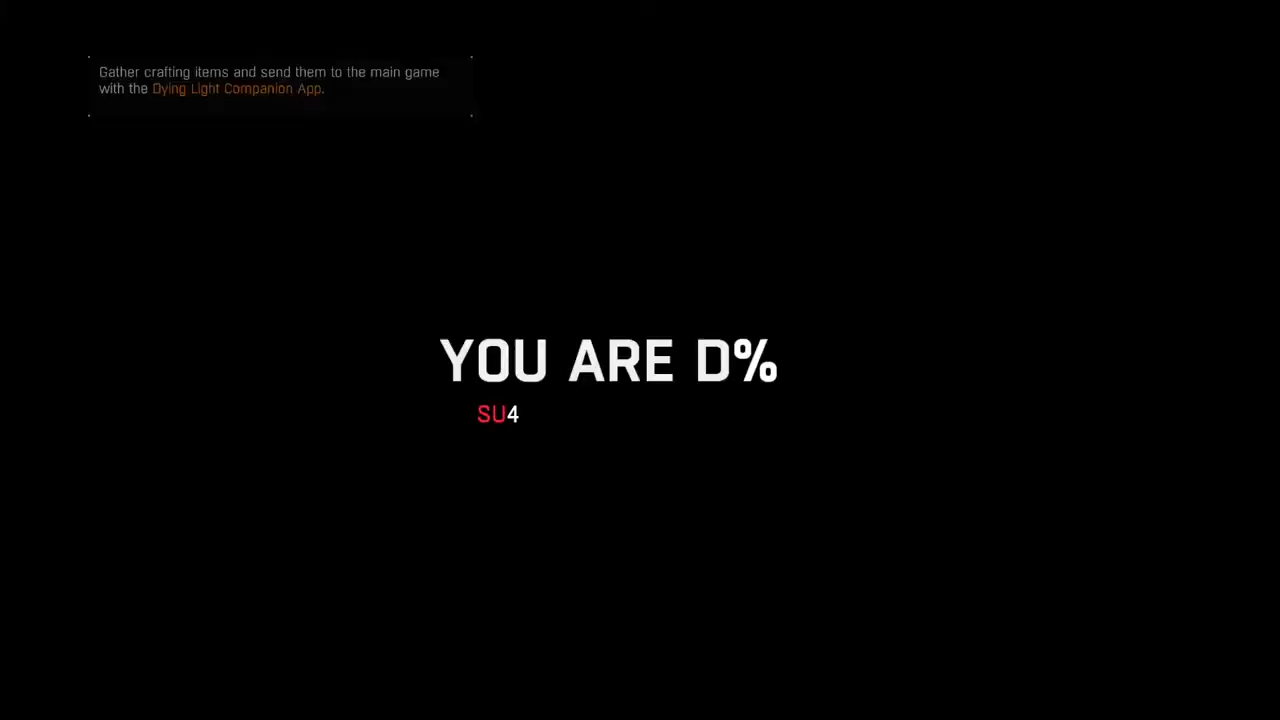 Gather crafting items and send them to the main game
with the Dying Light Companion App.
YOU ARE D%
SU4